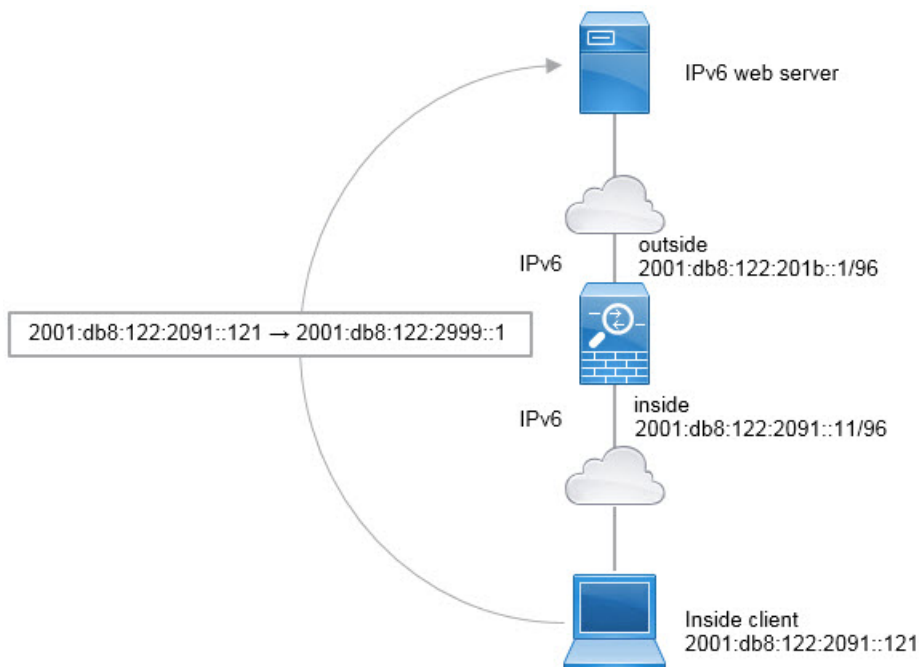 IPv6 web server
outside
IPv6
2001:db8:122:201b::1/96
2001:db8:122:2091::121 → 2001:db8:122:2999::1
inside
IPv6
2001:db8:122:2091::11/96
Inside client
2001:db8:122:2091::121